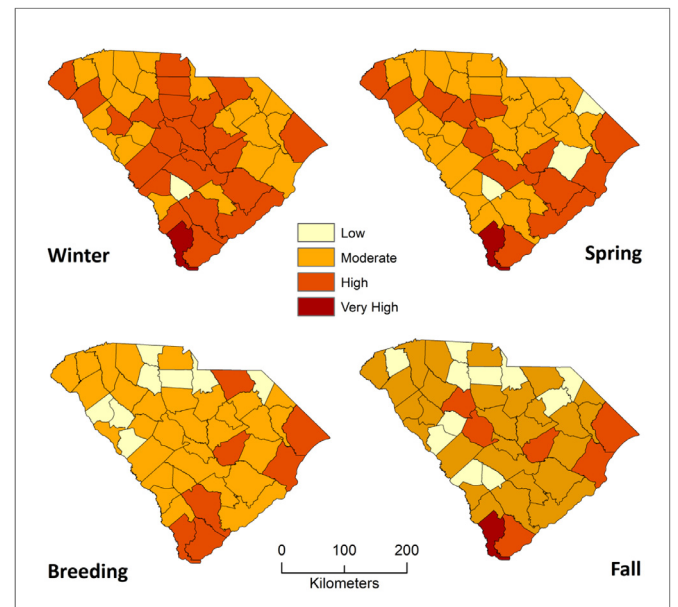 Winter
Spring
Low
Moderate
High
Very High
Breeding
Fall
0 100 200
Kilometers